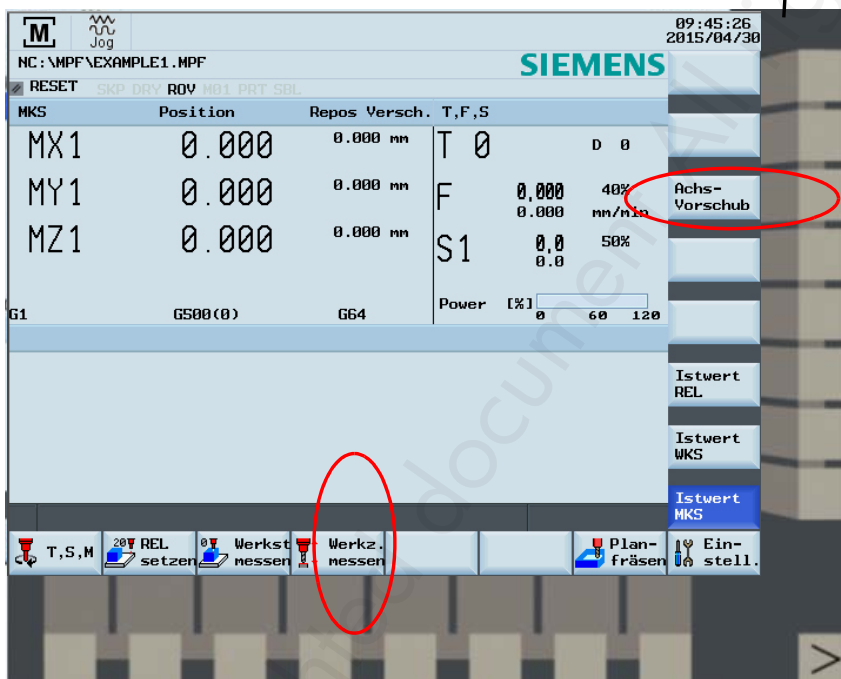 M
Jog
09:45:26
2015/04/30
NC:\MPF\EXAMPLE1.MPF
SIEMENS
RESET SKP DRY ROV M01 PRT SBL
MKS Position Repos Versch. T,F,S
MX1 0.000 0.000 mm T 0 D 0
MY1 0.000 0.000 mm F 0,000 40%
0.000 mm/min
Achs-
Vorschub
MZ1 0.000 0.000 mm S1 0,0 50%
0.0
G1 G500(0) G64 Power [%] 0 60 120
Istwert
REL
Istwert
WKS
Istwert
MKS
T,S,M
REL
setzen
Werkst
messen
Werkz.
messen
Plan-
fräsen
Ein-
stell.
>